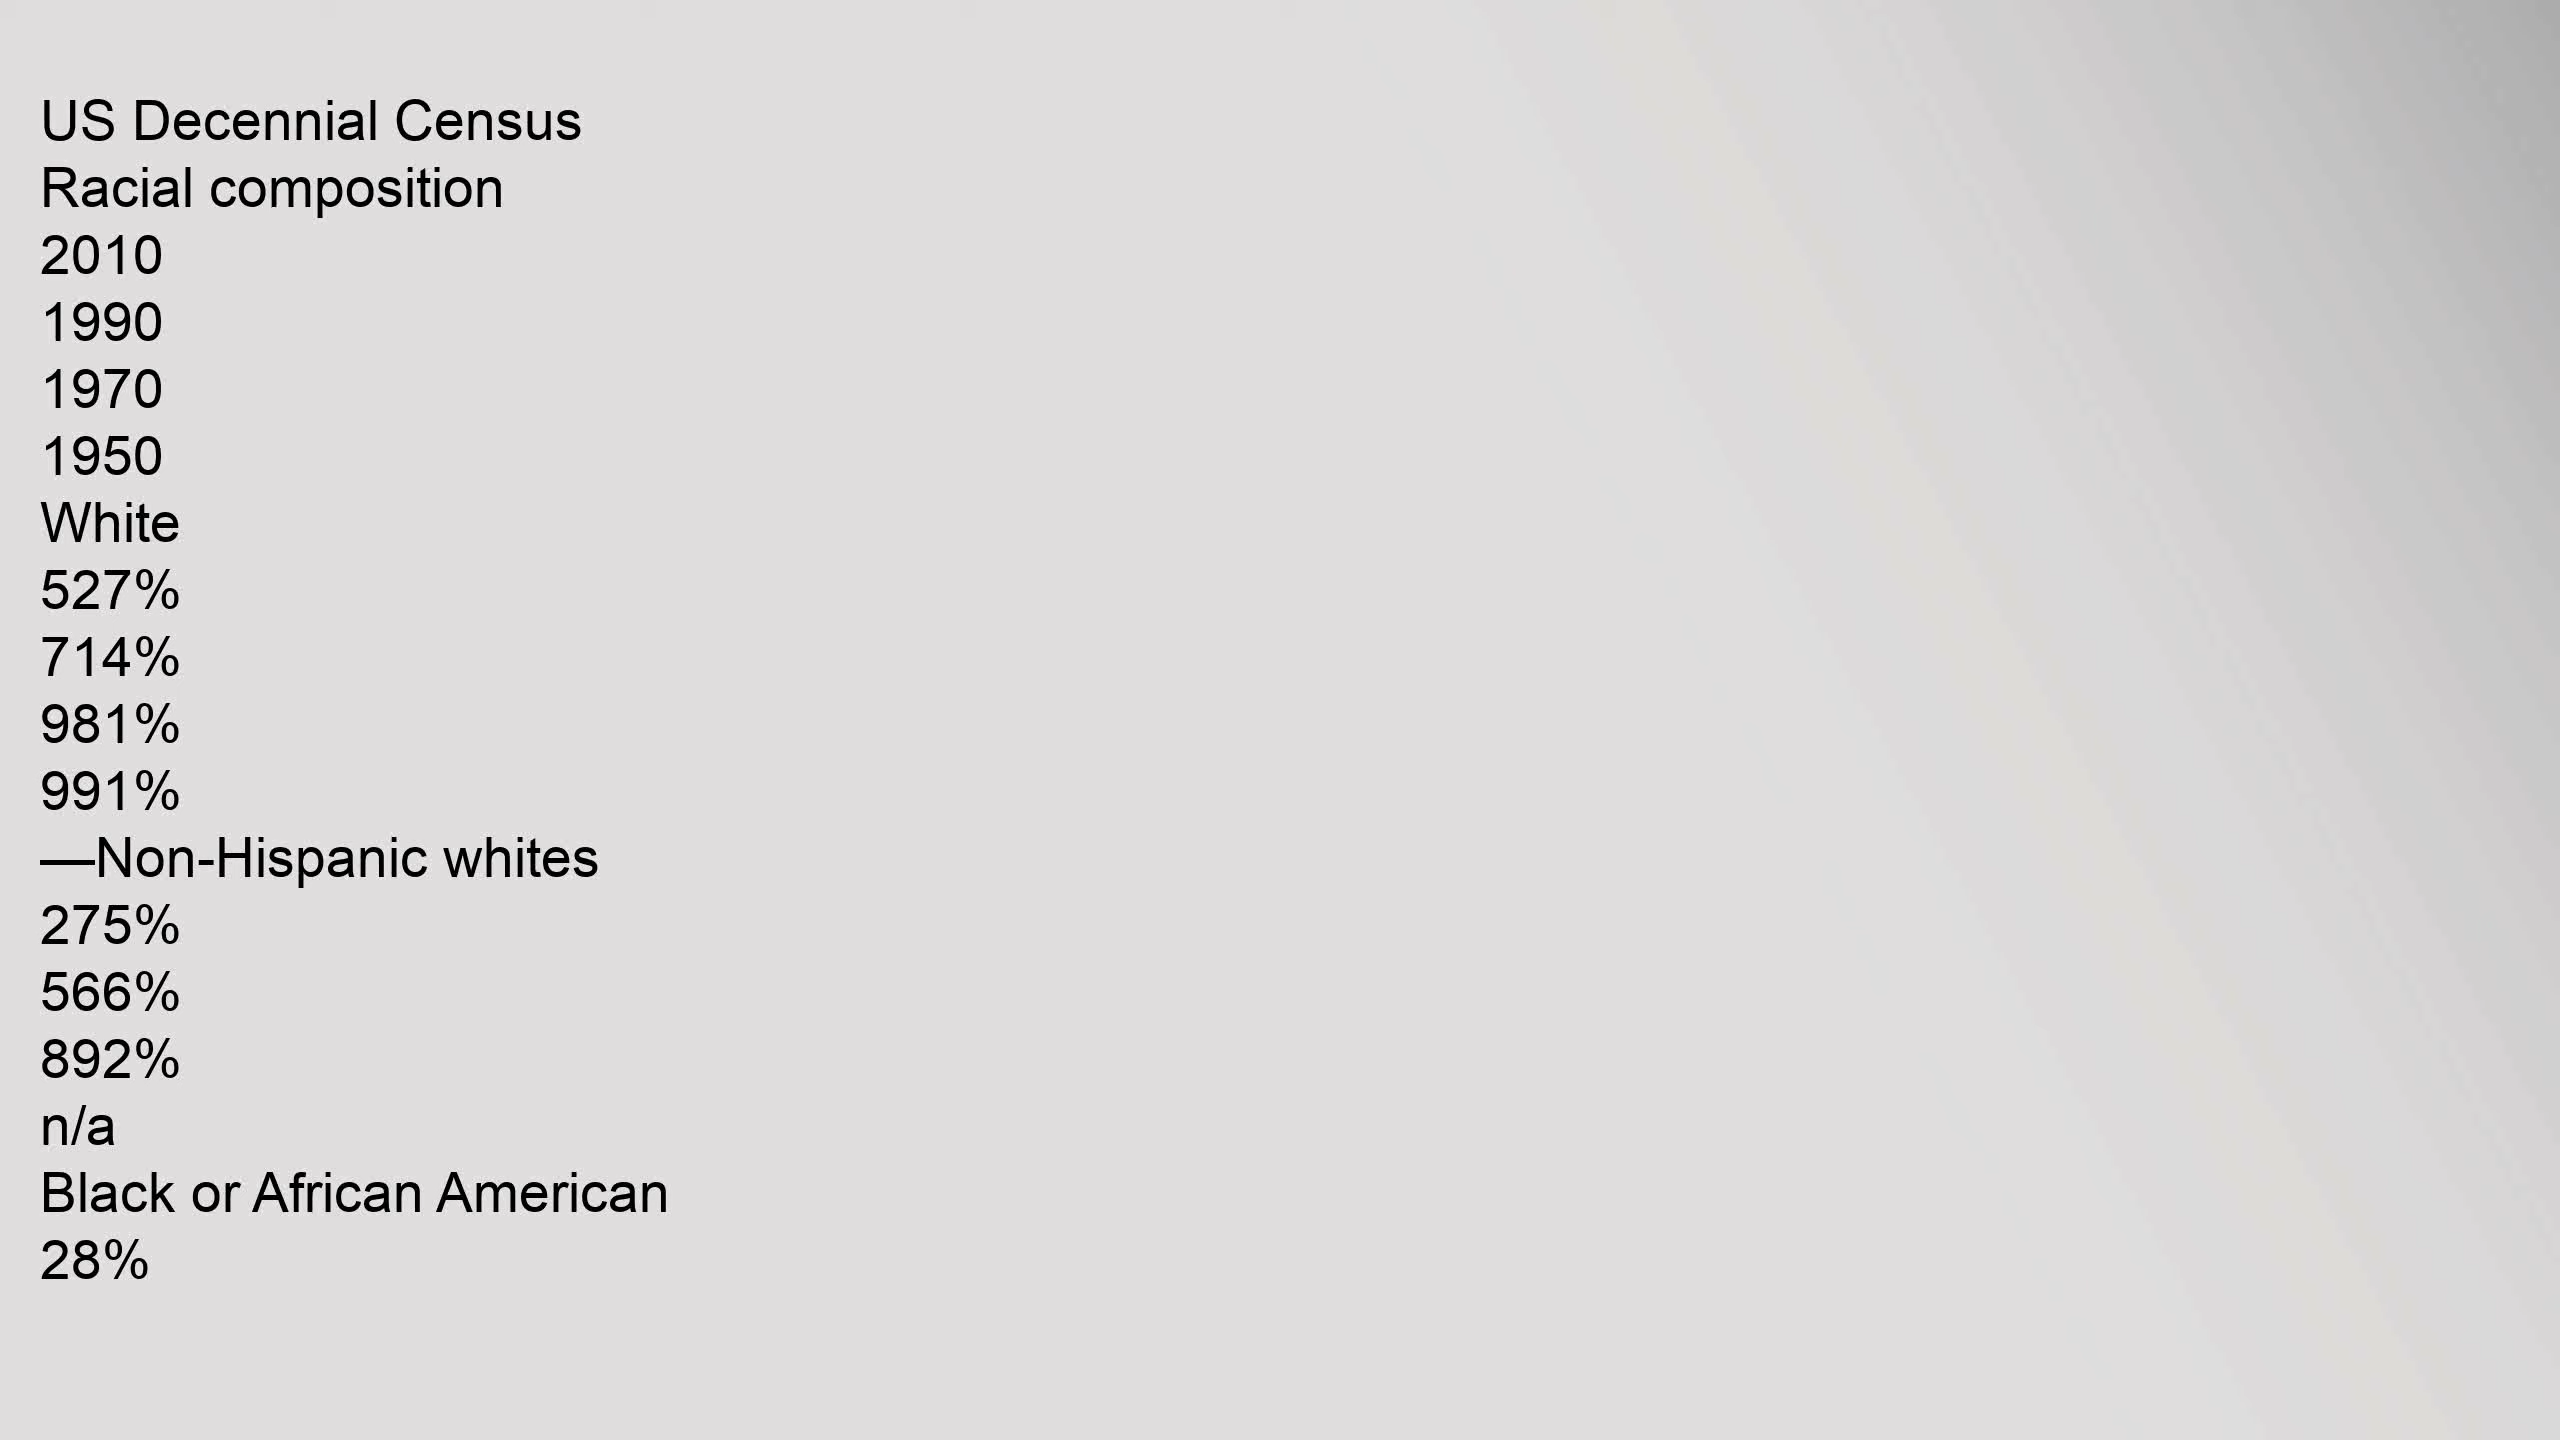 US Decennial Census
Racial composition
2010
1990
1970
1950
White
527%
714%
981%
991%
—Non-Hispanic whites
275%
566%
892%
n/a
Black or African American
28%